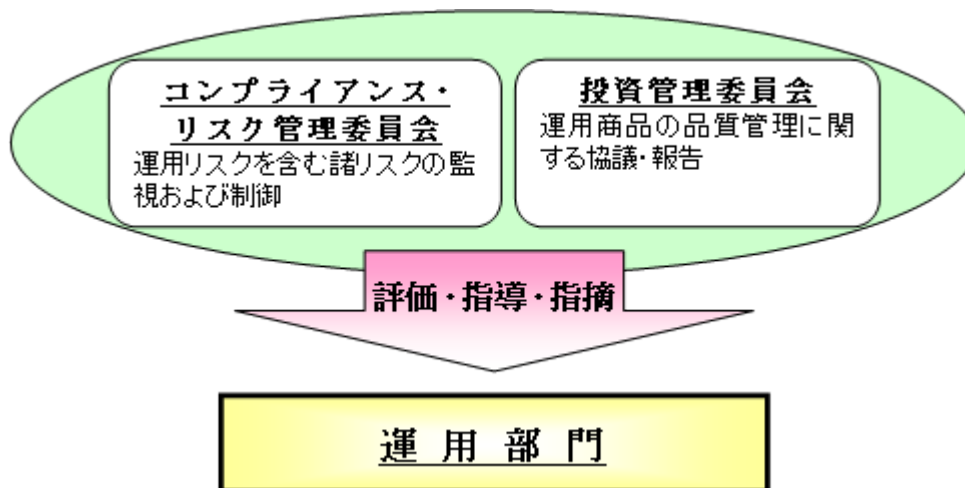 コンプライアンス・
リスク管理委員会
運用リスクを含む諸リスクの監
視および制御
投資管理委員会
運用商品の品質管理に関
する協議・報告
評価・指導・指摘
運用部門